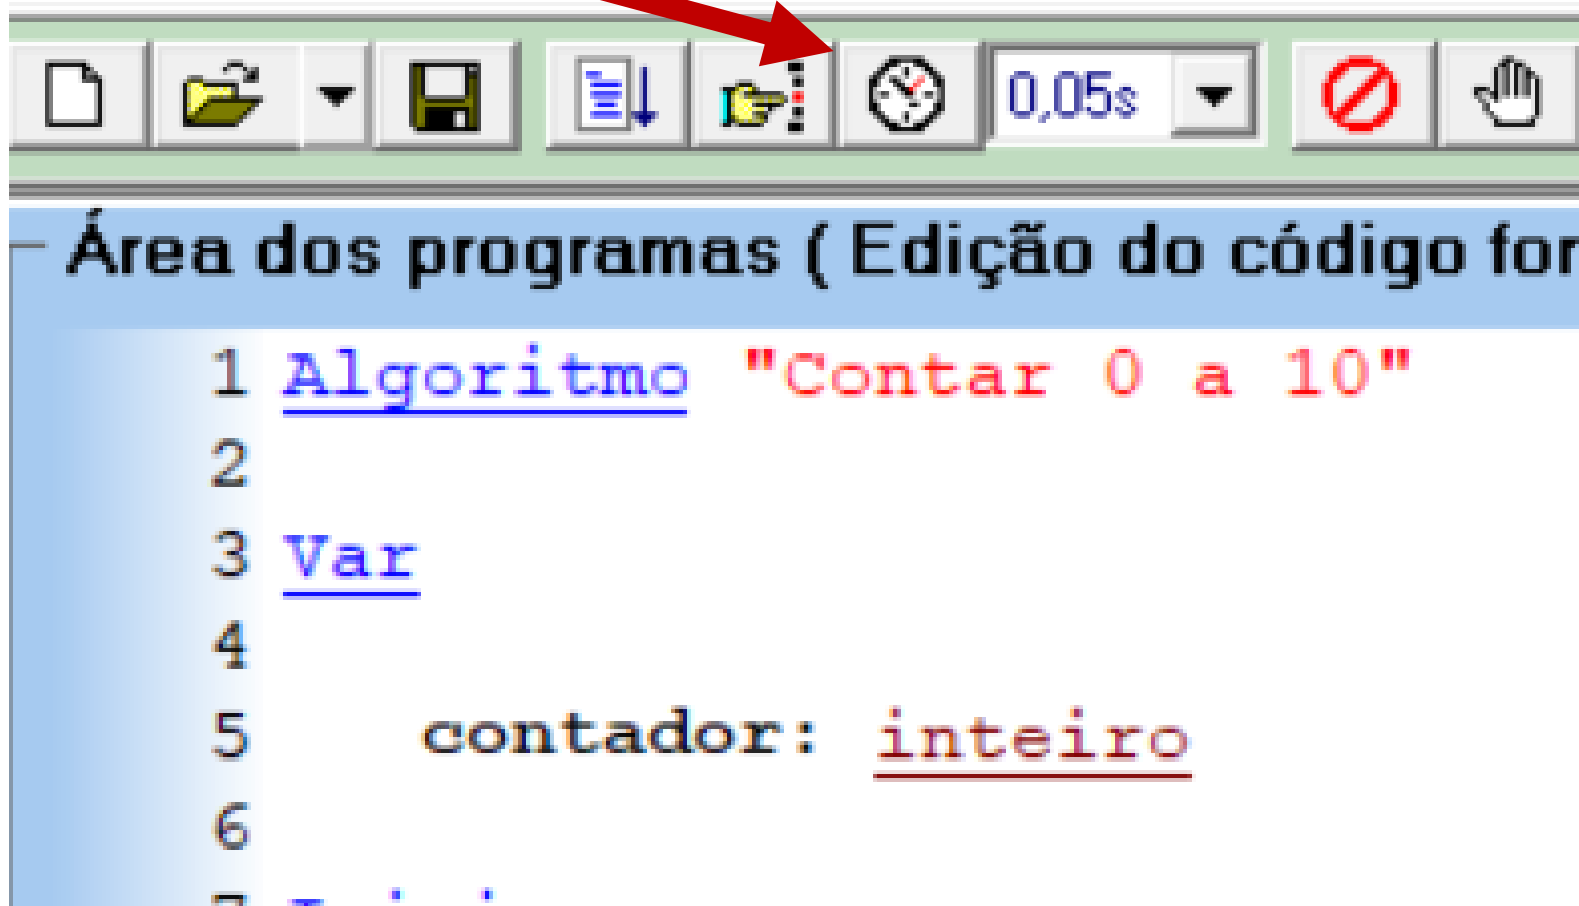 0,05s
Área dos programas ( Edição do código for
1 Algoritmo "Contar 0 a 10"
2
3 Var
4
5 contador: inteiro
6